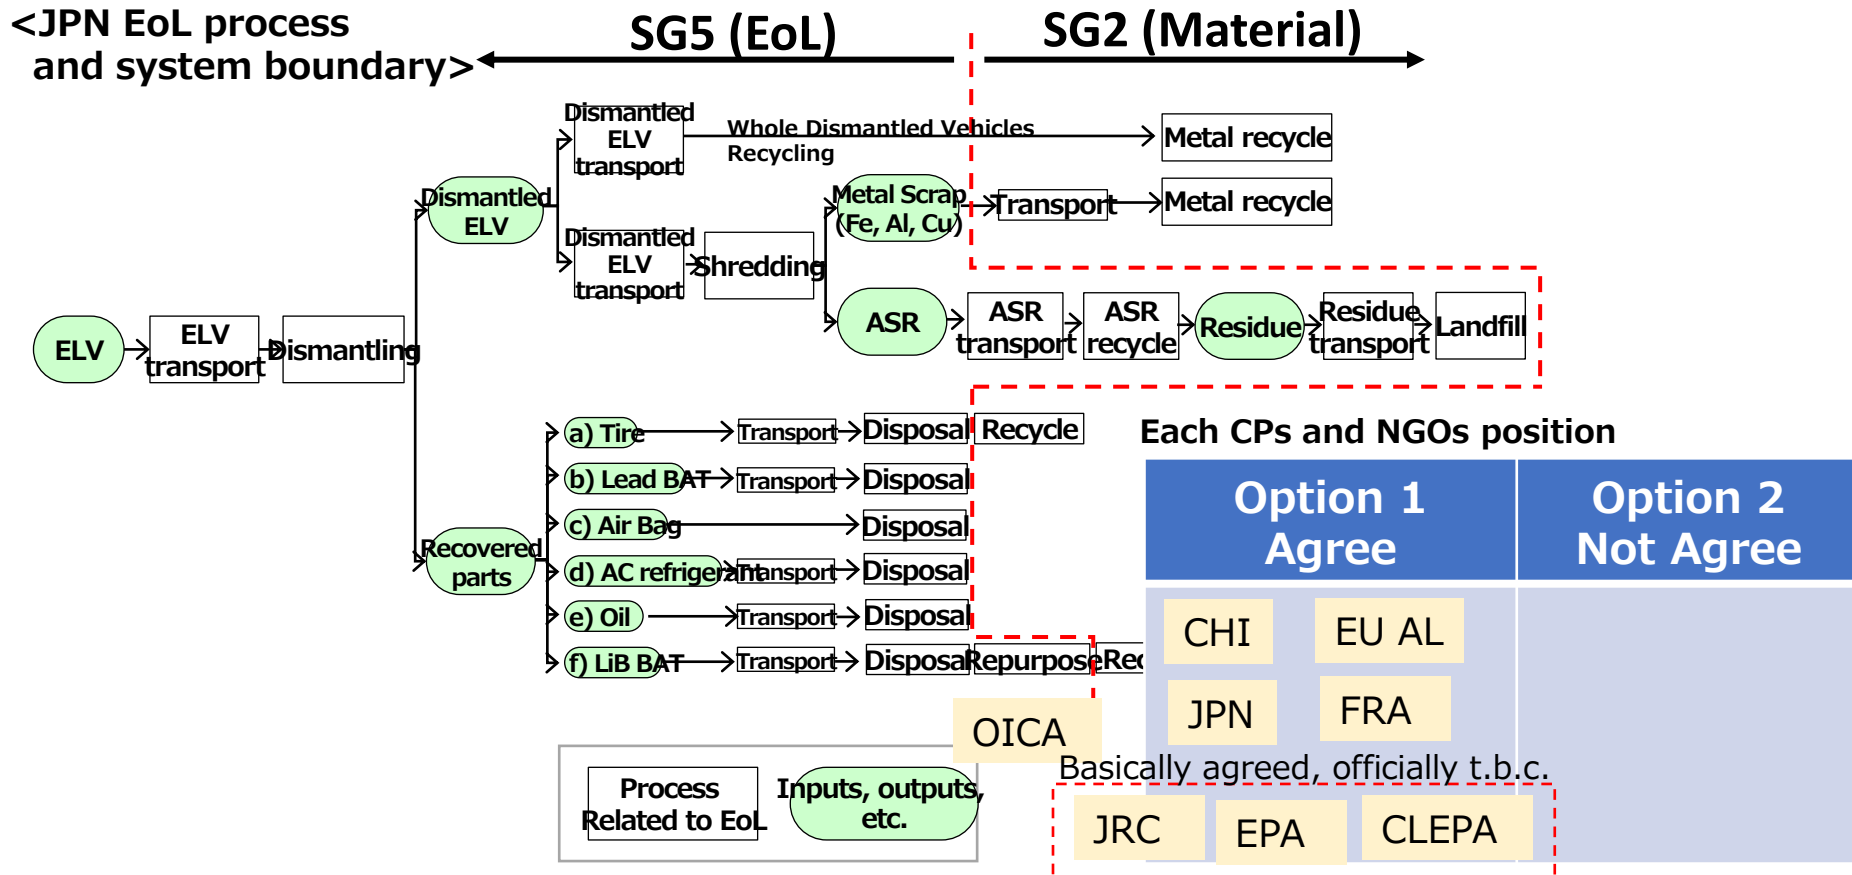 <JPN EoL process
and system boundary>
SG5 (EoL)
SG2 (Material)
Dismantled
ELV
transport
Whole Dismantled Vehicles
Recycling
Metal recycle
Dismantled
ELV
Metal Scrap
(Fe, Al, Cu)
Transport
Metal recycle
Dismantled
ELV
transport
Shredding
ELV
ELV
transport
Dismantling
ASR
ASR
transport
ASR
recycle
Residue
Residue
transport
Landfill
Recovered
parts
a) Tire
Transport
Disposal
Recycle
b) Lead BAT
Transport
Disposal
c) Air Bag
Disposal
d) AC refrigerant
Transport
Disposal
e) Oil
Transport
Disposal
f) LiB BAT
Transport
Disposal
Repurpose
Each CPs and NGOs position
Option 1
Agree
Option 2
Not Agree
CHI
EU AL
JPN
FRA
OICA
Basically agreed, officially t.b.c.
JRC
EPA
CLEPA
Process
Related to EoL
Inputs, outputs,
etc.